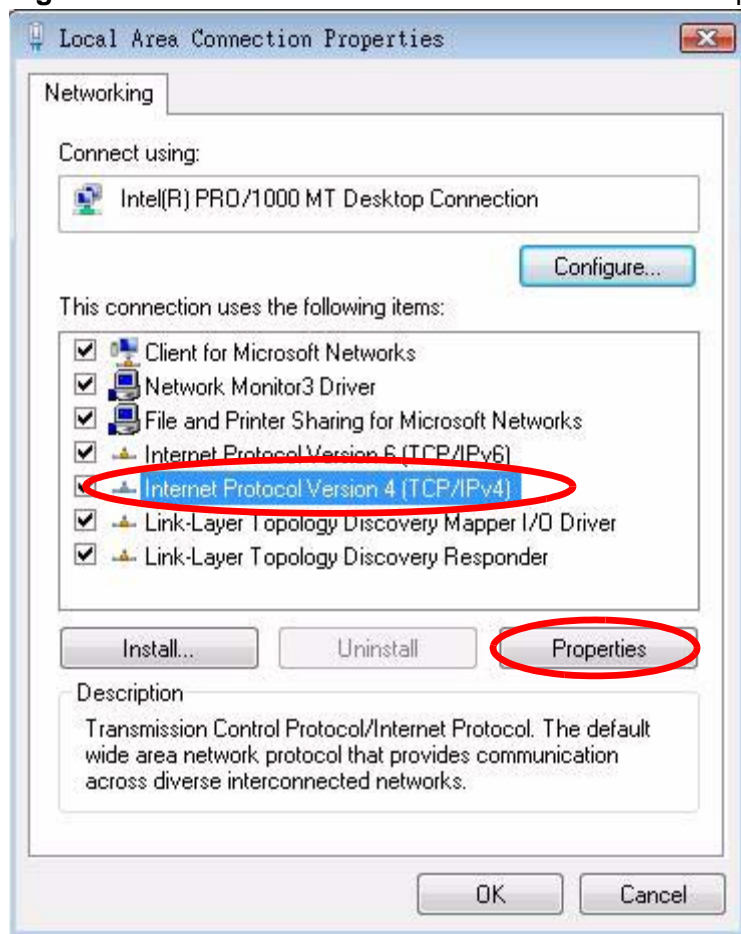 Local Area Connection Properties
Networking
Connect using:
Intel(R) PRO/1000 MT Desktop Connection
Configure...
This connection uses the following items:
Client for Microsoft Networks
Network Monitor3 Driver
File and Printer Sharing for Microsoft Networks
Internet Protocol Version 6 (TCP/IPv6)
Internet Protocol Version 4 (TCP/IPv4)
Link-Layer Topology Discovery Mapper I/O Driver
Link-Layer Topology Discovery Responder
Install...
Uninstall
Properties
Description
Transmission Control Protocol/Internet Protocol. The default
wide area network protocol that provides communication
across diverse interconnected networks.
OK
Cancel